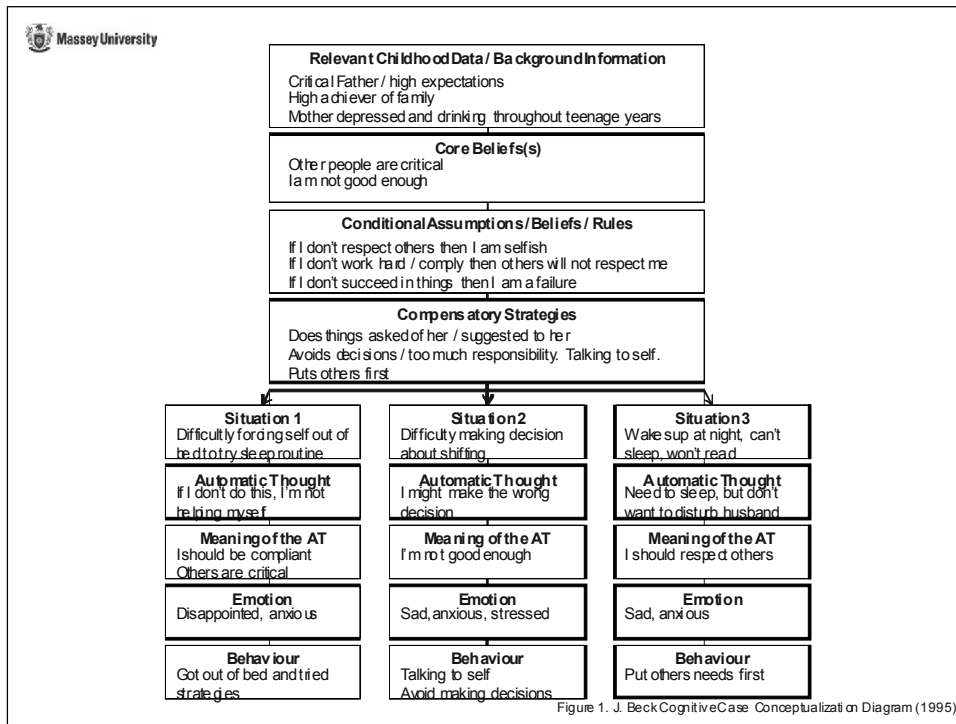 Massey University
Relevant Childhood Data / Background Information
Critical Father / high expectations
High achiever of family
Mother depressed and drinking throughout teenage years
Core Beliefs(s)
Other people are critical
I am not good enough
Conditional Assumptions / Beliefs / Rules
If I don't respect others then I am selfish
If I don't work hard / comply then others will not respect me
If I don't succeed in things then I am a failure
Compensatory Strategies
Does things asked of her / suggested to her
Avoids decisions / too much responsibility. Talking to self.
Puts others first
Situation 1
Difficultly forcing self out of
bed to try sleep routine
Automatic Thought
If I don't do this, I'm not
helping myself
Meaning of the AT
I should be compliant
Others are critical
Emotion
Disappointed, anxious
Behaviour
Got out of bed and tried
strategies
Situation 2
Difficulty making decision
about shifting
Automatic Thought
I might make the wrong
decision
Meaning of the AT
I'm not good enough
Emotion
Sad, anxious, stressed
Behaviour
Talking to self
Avoid making decisions
Situation 3
Wakes up at night, can't
sleep, won't read
Automatic Thought
Need to sleep, but don't
want to disturb husband
Meaning of the AT
I should respect others
Emotion
Sad, anxious
Behaviour
Put others needs first
Figure 1. J. Beck Cognitive Case Conceptualization Diagram (1995)